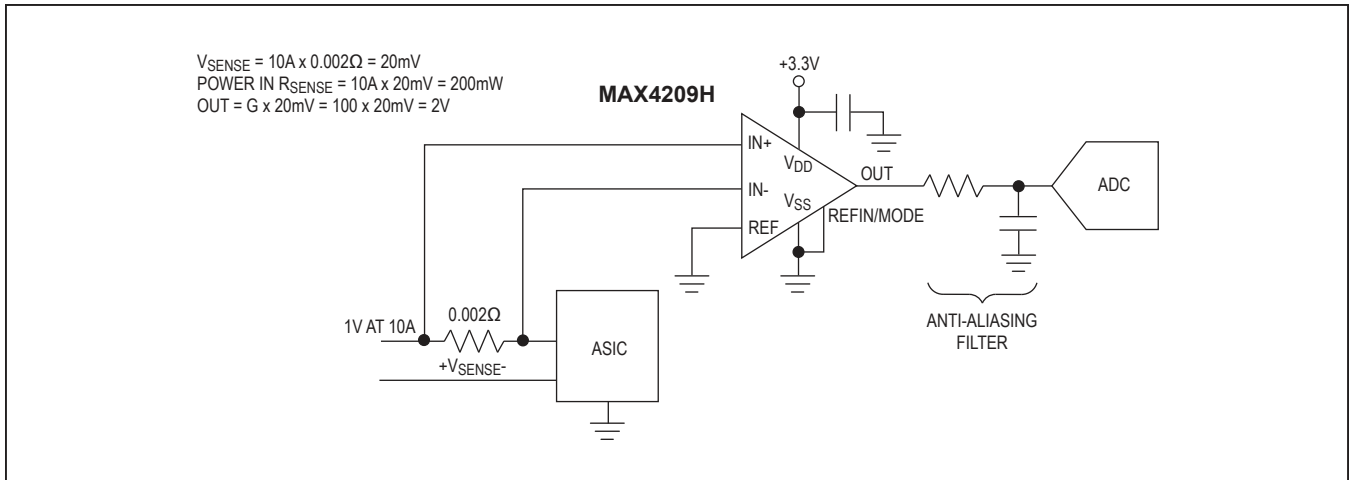 VSENSE = 10A x 0.002Ω = 20mV
POWER IN RSENSE = 10A x 20mV = 200mW
OUT = G x 20mV = 100 x 20mV = 2V
+3.3V
MAX4209H
IN+
VDD
OUT
IN-
VSS
REFIN/MODE
REF
ADC
ANTI-ALIASING
FILTER
1V AT 10A
0.002Ω
+VSENSE-
ASIC